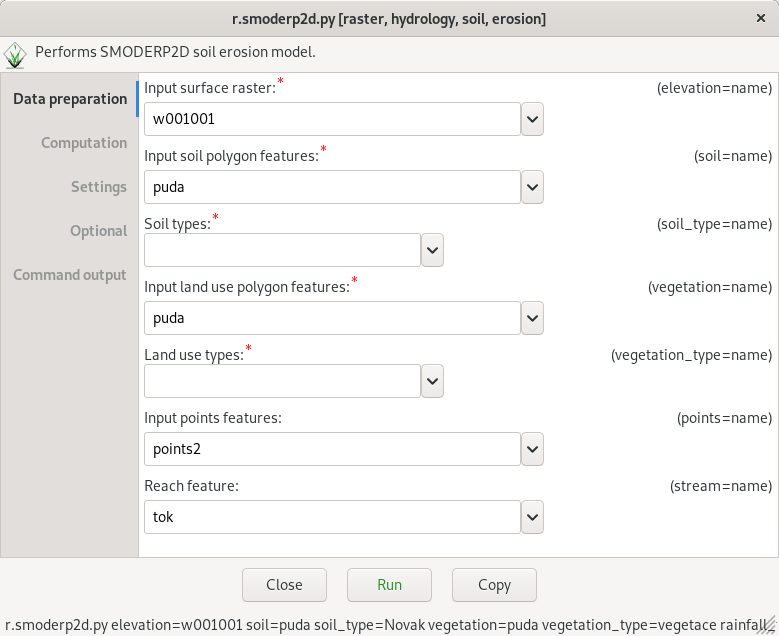 r.smoderp2d.py [raster, hydrology, soil, erosion]
Performs SMODERP2D soil erosion model.
Data preparation
Computation
Settings
Optional
Command output
Input surface raster:* (elevation=name)
w001001
Input soil polygon features:* (soil=name)
puda
Soil types:* (soil_type=name)
Input land use polygon features:* (vegetation=name)
puda
Land use types:* (vegetation_type=name)
Input points features: (points=name)
points2
Reach feature: (stream=name)
tok
Close Run Copy
r.smoderp2d.py elevation=w001001 soil=puda soil_type=Novak vegetation=puda vegetation_type=vegetace rainfall...